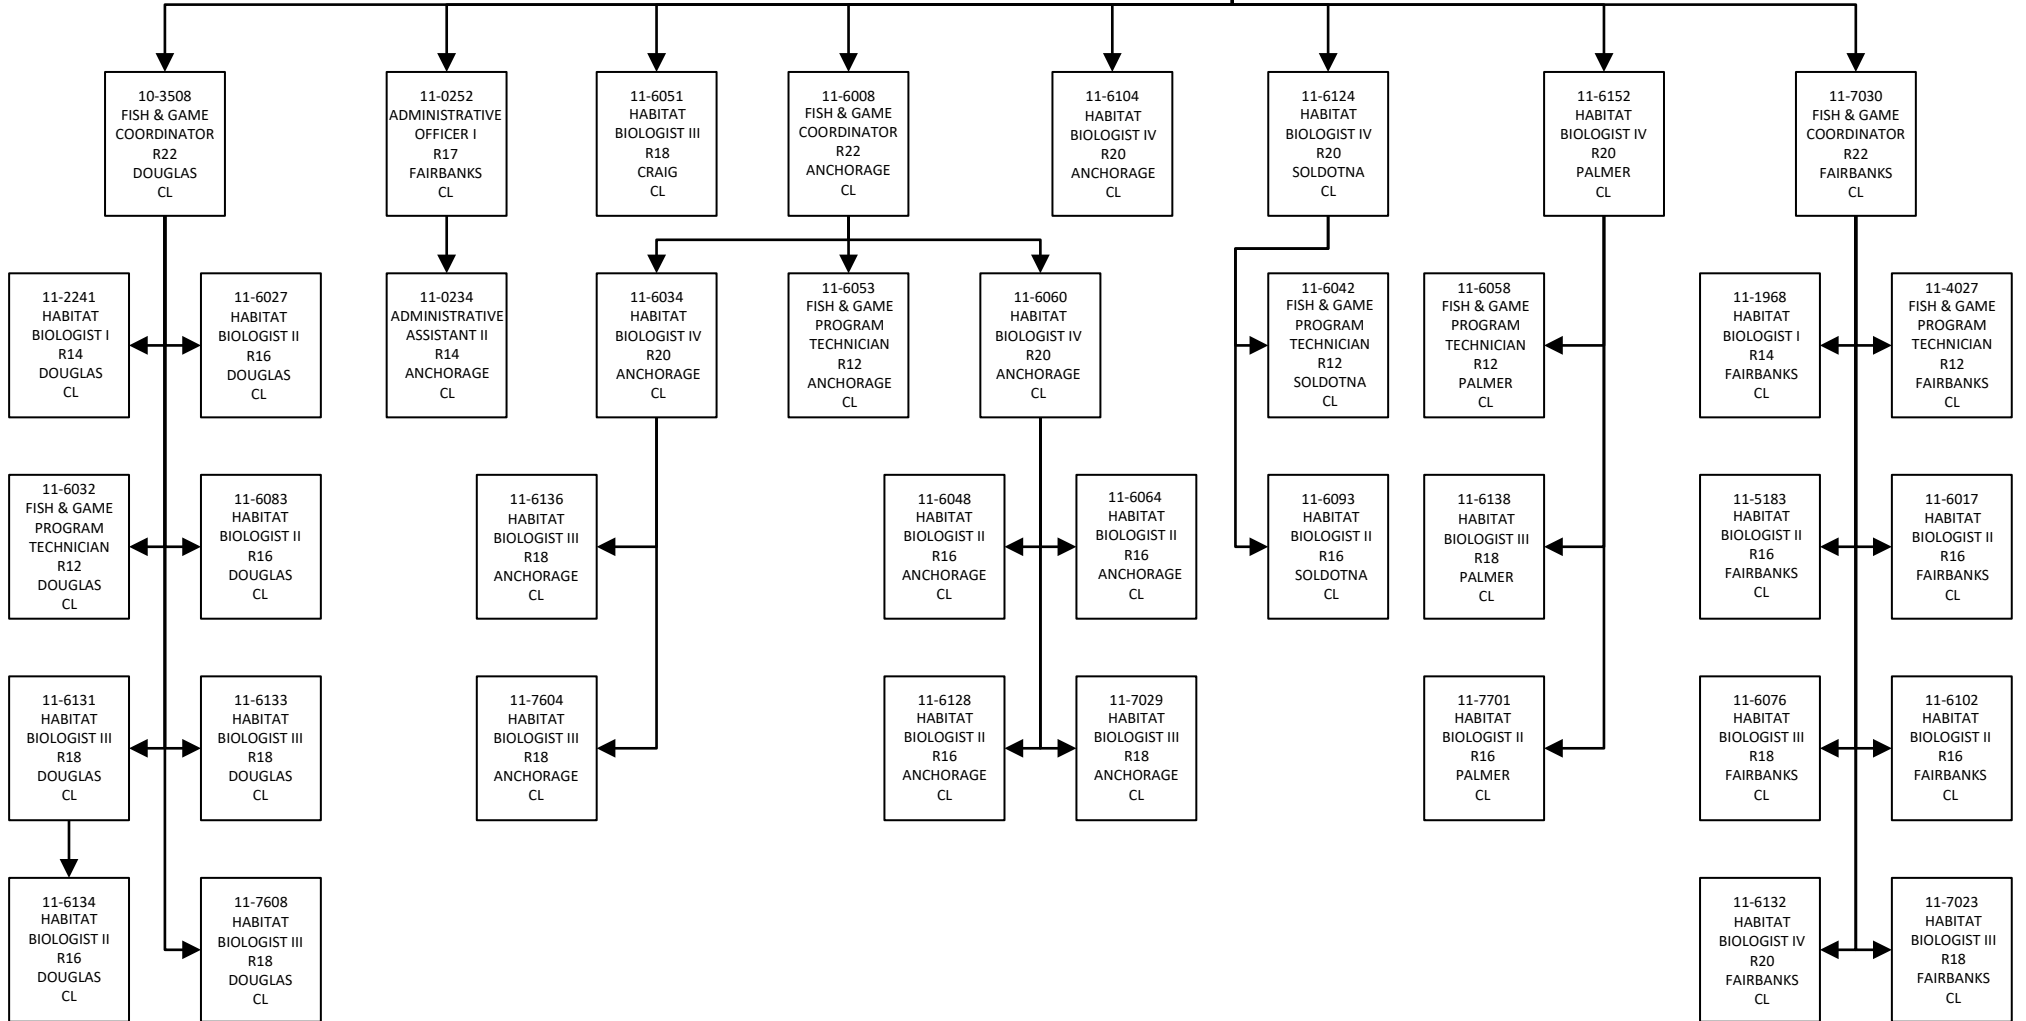 10-3508
FISH & GAME
COORDINATOR
R22
DOUGLAS
CL
11-0252
ADMINISTRATIVE
OFFICER I
R17
FAIRBANKS
CL
11-6051
HABITAT
BIOLOGIST III
R18
CRAIG
CL
11-6008
FISH & GAME
COORDINATOR
R22
ANCHORAGE
CL
11-6104
HABITAT
BIOLOGIST IV
R20
ANCHORAGE
CL
11-6124
HABITAT
BIOLOGIST IV
R20
SOLDOTNA
CL
11-6152
HABITAT
BIOLOGIST IV
R20
PALMER
CL
11-7030
FISH & GAME
COORDINATOR
R22
FAIRBANKS
CL
11-2241
HABITAT
BIOLOGIST I
R14
DOUGLAS
CL
11-6027
HABITAT
BIOLOGIST II
R16
DOUGLAS
CL
11-0234
ADMINISTRATIVE
ASSISTANT II
R14
ANCHORAGE
CL
11-6034
HABITAT
BIOLOGIST IV
R20
ANCHORAGE
CL
11-6053
FISH & GAME
PROGRAM
TECHNICIAN
R12
ANCHORAGE
CL
11-6060
HABITAT
BIOLOGIST IV
R20
ANCHORAGE
CL
11-6042
FISH & GAME
PROGRAM
TECHNICIAN
R12
SOLDOTNA
CL
11-6058
FISH & GAME
PROGRAM
TECHNICIAN
R12
PALMER
CL
11-1968
HABITAT
BIOLOGIST I
R14
FAIRBANKS
CL
11-4027
FISH & GAME
PROGRAM
TECHNICIAN
R12
FAIRBANKS
CL
11-6032
FISH & GAME
PROGRAM
TECHNICIAN
R12
DOUGLAS
CL
11-6083
HABITAT
BIOLOGIST II
R16
DOUGLAS
CL
11-6136
HABITAT
BIOLOGIST III
R18
ANCHORAGE
CL
11-6048
HABITAT
BIOLOGIST II
R16
ANCHORAGE
CL
11-6064
HABITAT
BIOLOGIST II
R16
ANCHORAGE
CL
11-6093
HABITAT
BIOLOGIST II
R16
SOLDOTNA
CL
11-6138
HABITAT
BIOLOGIST III
R18
PALMER
CL
11-5183
HABITAT
BIOLOGIST II
R16
FAIRBANKS
CL
11-6017
HABITAT
BIOLOGIST II
R16
FAIRBANKS
CL
11-6131
HABITAT
BIOLOGIST III
R18
DOUGLAS
CL
11-6133
HABITAT
BIOLOGIST III
R18
DOUGLAS
CL
11-7604
HABITAT
BIOLOGIST III
R18
ANCHORAGE
CL
11-6128
HABITAT
BIOLOGIST II
R16
ANCHORAGE
CL
11-7029
HABITAT
BIOLOGIST III
R18
ANCHORAGE
CL
11-7701
HABITAT
BIOLOGIST II
R16
PALMER
CL
11-6076
HABITAT
BIOLOGIST III
R18
FAIRBANKS
CL
11-6102
HABITAT
BIOLOGIST II
R16
FAIRBANKS
CL
11-6134
HABITAT
BIOLOGIST II
R16
DOUGLAS
CL
11-7608
HABITAT
BIOLOGIST III
R18
DOUGLAS
CL
11-6132
HABITAT
BIOLOGIST IV
R20
FAIRBANKS
CL
11-7023
HABITAT
BIOLOGIST III
R18
FAIRBANKS
CL